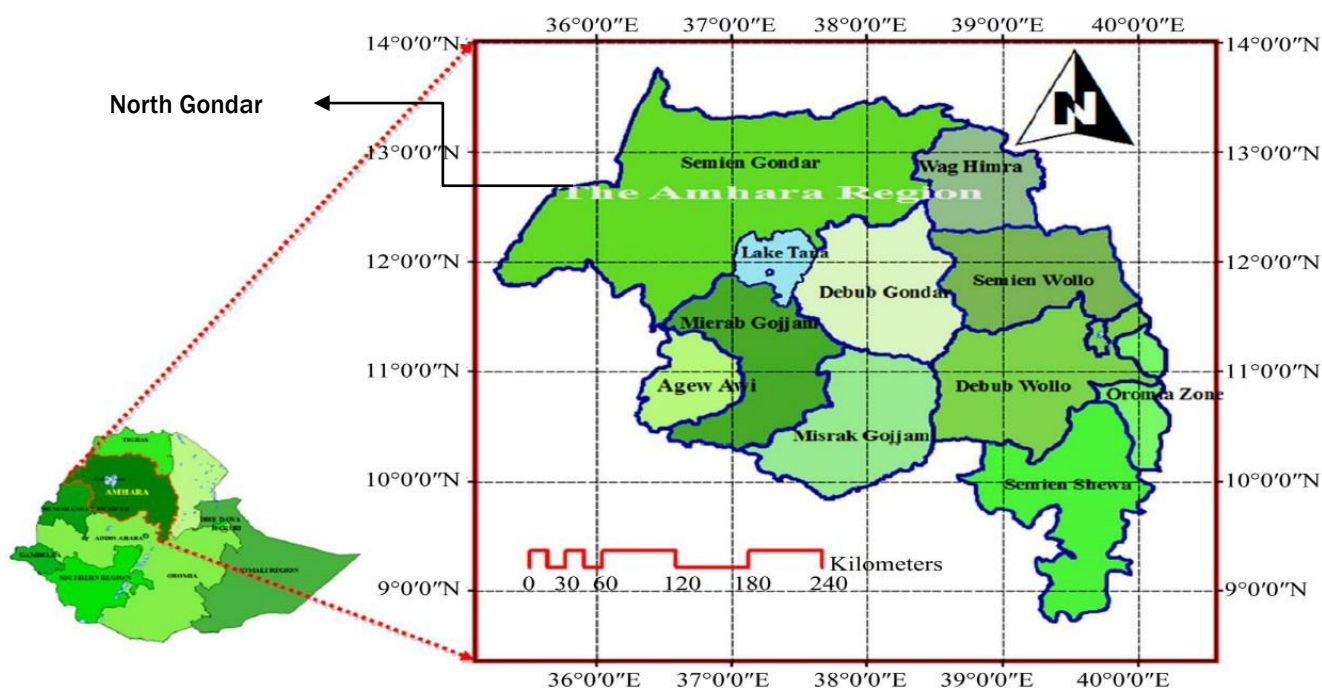 36°0'0"E 37°0'0"E 38°0'0"E 39°0'0"E 40°0'0"E
14°0'0"N 14°0'0"N
North Gondar
N
13°0'0"N 13°0'0"N
Semien Gondar
Wag Himra
The Amhara Region
Lake Tana
12°0'0"N 12°0'0"N
Debub Gondar
Semien Wollo
Mierab Gojjam
11°0'0"N 11°0'0"N
Agew Awi
Debub Wollo
Oromia Zone
Misrak Gojjam
10°0'0"N 10°0'0"N
Semien Shewa
Kilometers
0 30 60 120 180 240
9°0'0"N 9°0'0"N
36°0'0"E 37°0'0"E 38°0'0"E 39°0'0"E 40°0'0"E
TIGRAY
AMHARA
ADDIS ABABA
SOUTHERN REGION
OROMIA